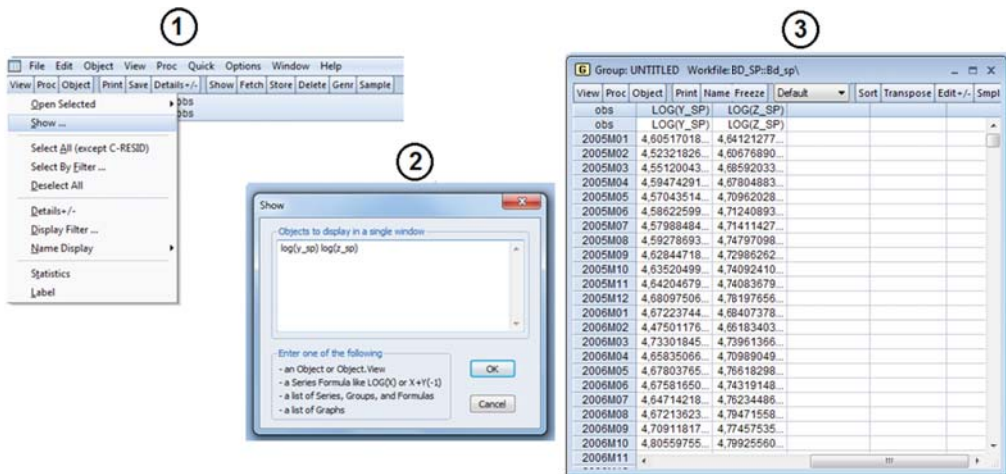 1
File Edit Object View Proc Quick Options Window Help
View Proc Object Print Save Details+/- Show Fetch Store Delete Genr Sample
obs
obs
Open Selected
Show ...
Select All (except C-RESID)
Select By Filter ...
Deselect All
Details+/-
Display Filter ...
Name Display
Statistics
Label
2
Show
Objects to display in a single window
log(y_sp) log(z_sp)
Enter one of the following
- an Object or Object.View
- a Series Formula like LOG(X) or X+Y(-1)
- a list of Series, Groups, and Formulas
- a list of Graphs
OK
Cancel
3
G Group: UNTITLED Workfile:BD_SP::Bd_sp\
View Proc Object Print Name Freeze Default Sort Transpose Edit+/- Smpl
obs LOG(Y_SP) LOG(Z_SP)
obs LOG(Y_SP) LOG(Z_SP)
2005M01 4,60517018... 4,64121277...
2005M02 4,52321826... 4,60676890...
2005M03 4,55120043... 4,68592033...
2005M04 4,59474291... 4,67804883...
2005M05 4,57043514... 4,70962028...
2005M06 4,58622599... 4,71240893...
2005M07 4,57988484... 4,71411427...
2005M08 4,59278693... 4,74797098...
2005M09 4,62844718... 4,72986262...
2005M10 4,63520499... 4,74092410...
2005M11 4,64204679... 4,74083679...
2005M12 4,68097506... 4,78197656...
2006M01 4,67223744... 4,68407378...
2006M02 4,47501176... 4,65183403...
2006M03 4,73301845... 4,73961366...
2006M04 4,65835066... 4,70989049...
2006M05 4,67803765... 4,76618298...
2006M06 4,67581650... 4,74319148...
2006M07 4,64714218... 4,76234486...
2006M08 4,67213623... 4,79471558...
2006M09 4,70911817... 4,77457535...
2006M10 4,80559755... 4,79925560...
2006M11